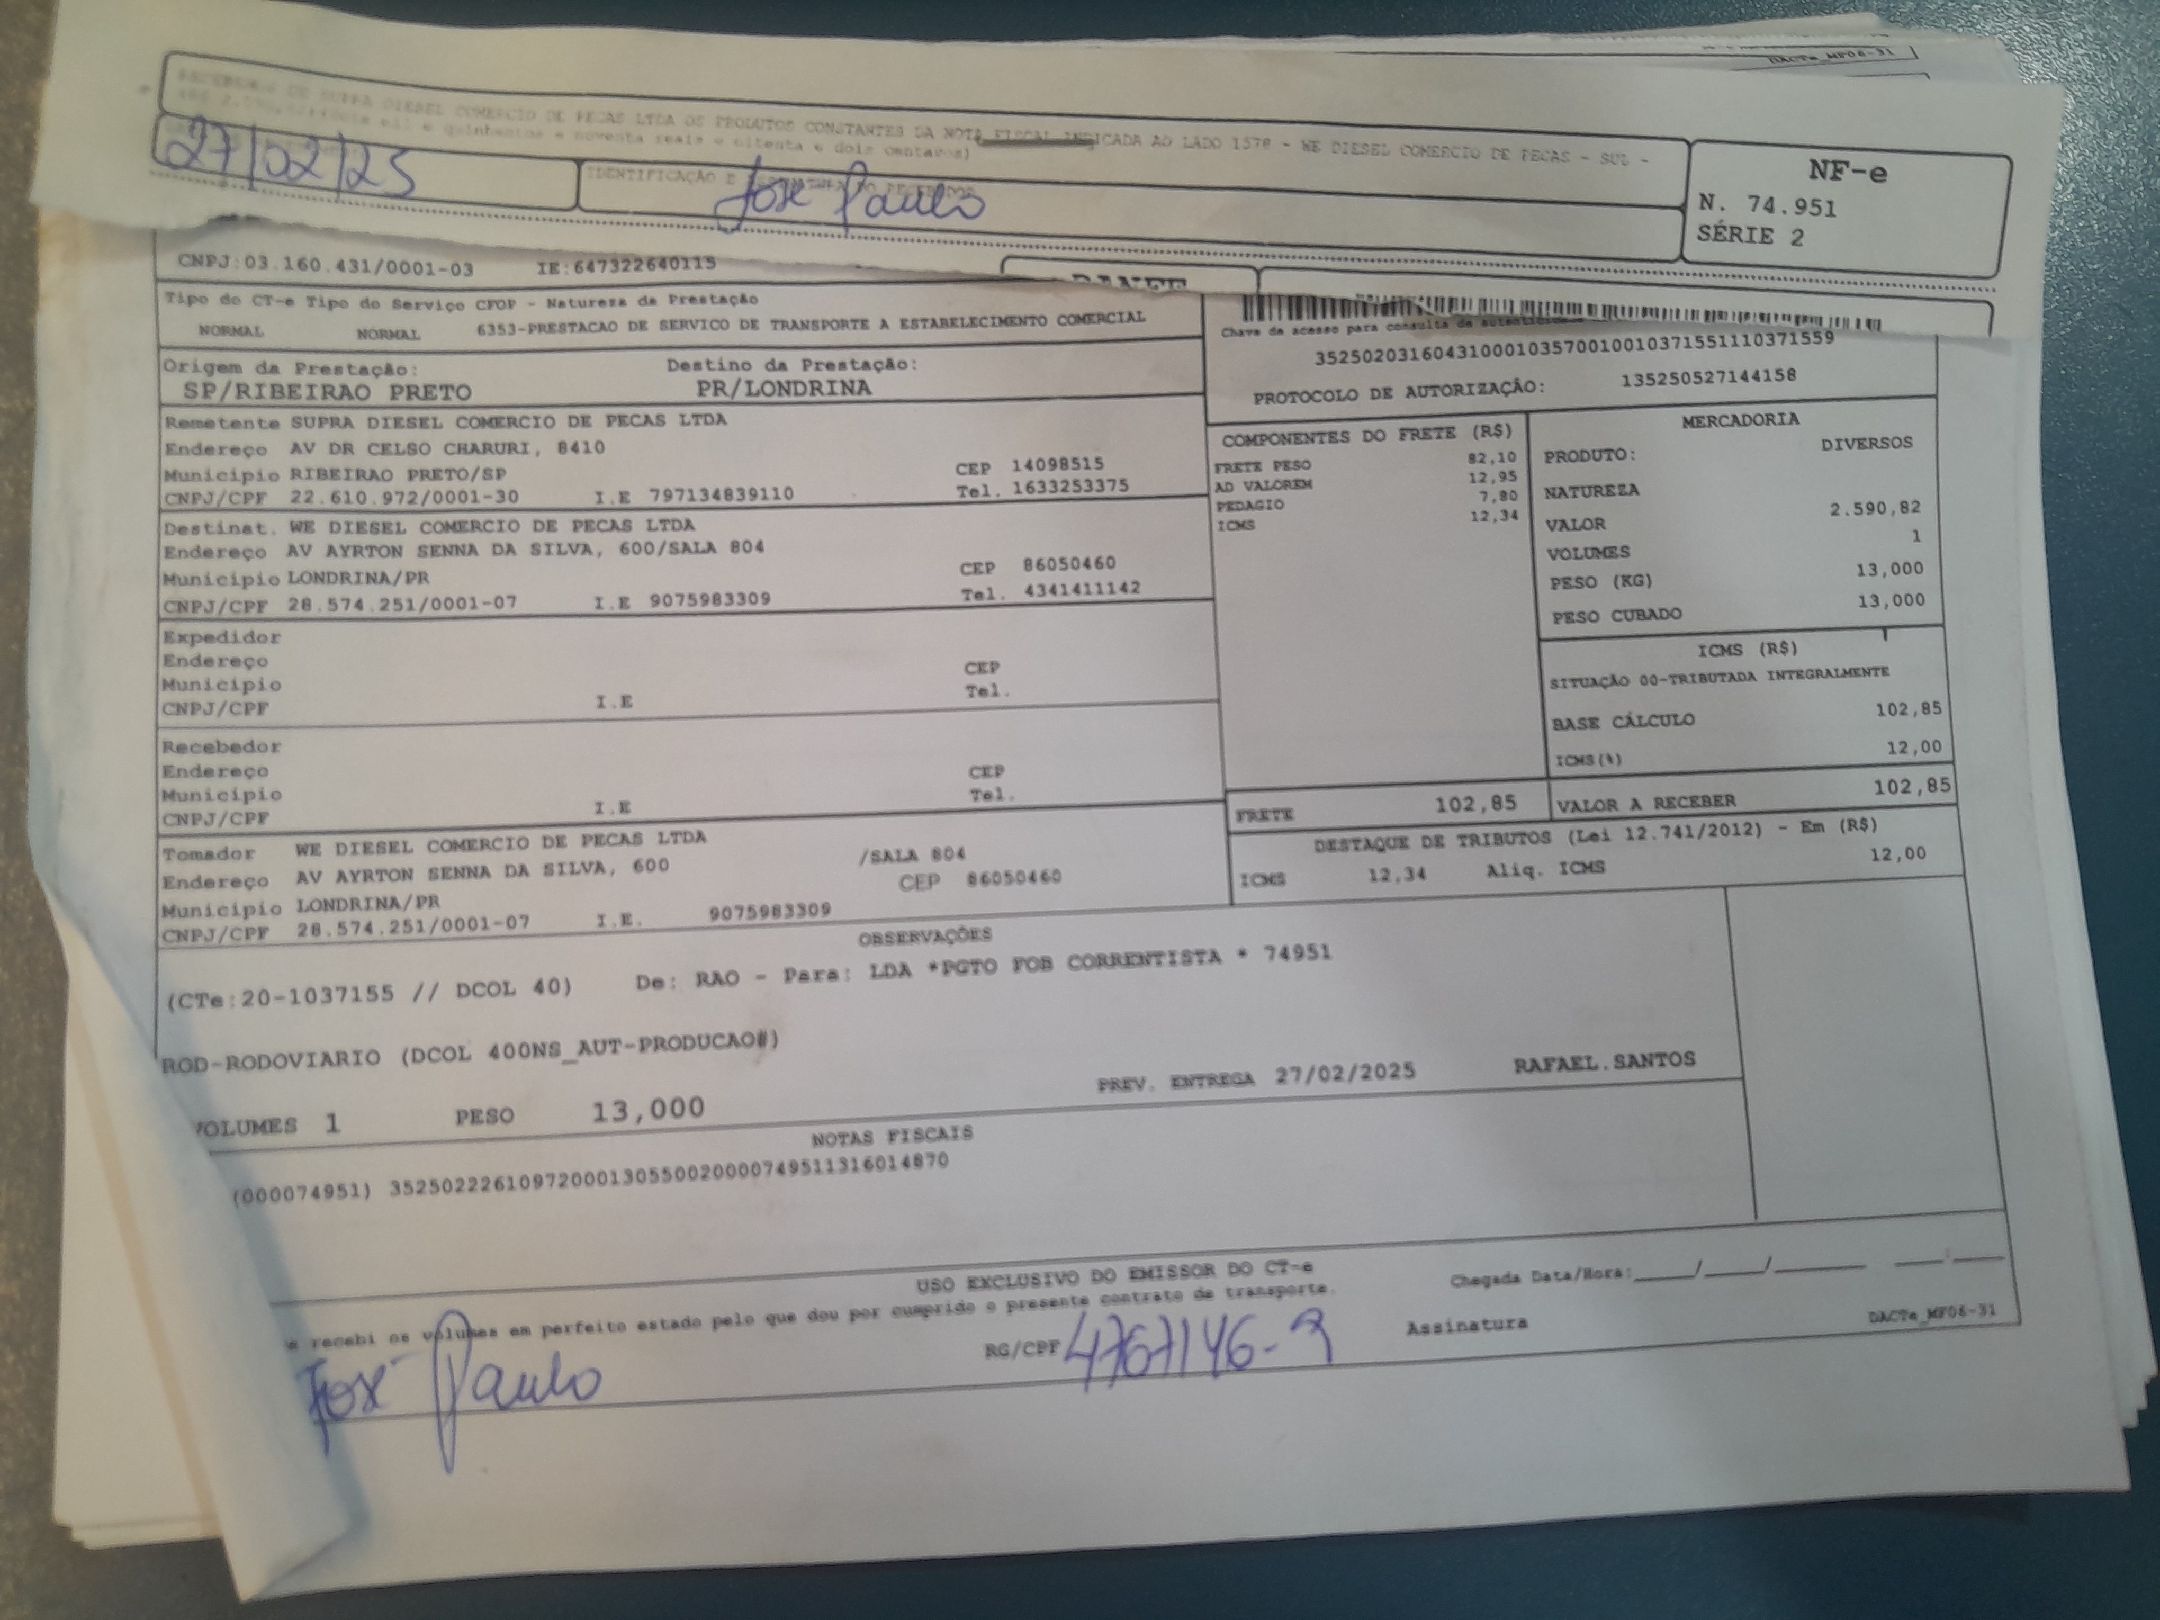 DACTe_MF06-31
RECEBEMOS DE SUPRA DIESEL COMERCIO DE PECAS LTDA OS PRODUTOS CONSTANTES DA NOTA FISCAL INDICADA AO LADO 1578 - WE DIESEL COMERCIO DE PECAS - SUL -
e quinhentos e noventa reais e oitenta e dois centavos)
27/02/25
IDENTIFICAÇÃO E DO RECEBEDOR
José Paulo
NF-e
N. 74.951
SÉRIE 2
CNPJ:03.160.431/0001-03 IE:647322640115
DANFE
Tipo do CT-e Tipo do Serviço CFOP - Natureza da Prestação
NORMAL NORMAL 6353-PRESTACAO DE SERVICO DE TRANSPORTE A ESTABELECIMENTO COMERCIAL
Chave de acesso para consulta de autenticidade
35250203160431000103570010010371551110371559
PROTOCOLO DE AUTORIZAÇÃO: 135250527144158
Origem da Prestação: Destino da Prestação:
SP/RIBEIRAO PRETO PR/LONDRINA
Remetente SUPRA DIESEL COMERCIO DE PECAS LTDA
Endereço AV DR CELSO CHARURI, 8410
Municipio RIBEIRAO PRETO/SP CEP 14098515
CNPJ/CPF 22.610.972/0001-30 I.E 797134839110 Tel. 1633253375
Destinat. WE DIESEL COMERCIO DE PECAS LTDA
Endereço AV AYRTON SENNA DA SILVA, 600/SALA 804
Municipio LONDRINA/PR CEP 86050460
CNPJ/CPF 28.574.251/0001-07 I.E 9075983309 Tel. 4341411142
Expedidor
Endereço
Municipio CEP
CNPJ/CPF I.E Tel.
Recebedor
Endereço
Municipio CEP
CNPJ/CPF I.E Tel.
Tomador WE DIESEL COMERCIO DE PECAS LTDA
Endereço AV AYRTON SENNA DA SILVA, 600 /SALA 804
Municipio LONDRINA/PR CEP 86050460
CNPJ/CPF 28.574.251/0001-07 I.E. 9075983309
COMPONENTES DO FRETE (R$)
FRETE PESO 82,10
AD VALOREM 12,95
PEDAGIO 7,80
ICMS 12,34
MERCADORIA
PRODUTO: DIVERSOS
NATUREZA
VALOR 2.590,82
VOLUMES 1
PESO (KG) 13,000
PESO CUBADO 13,000
ICMS (R$)
SITUAÇÃO 00-TRIBUTADA INTEGRALMENTE
BASE CÁLCULO 102,85
ICMS(%) 12,00
FRETE 102,85 VALOR A RECEBER 102,85
DESTAQUE DE TRIBUTOS (Lei 12.741/2012) - Em (R$)
ICMS 12,34 Aliq. ICMS 12,00
OBSERVAÇÕES
(CTe:20-1037155 // DCOL 40) De: RAO - Para: LDA *PGTO FOB CORRENTISTA * 74951
ROD-RODOVIARIO (DCOL 400NS_AUT-PRODUCAO#)
PREV. ENTREGA 27/02/2025 RAFAEL.SANTOS
VOLUMES 1 PESO 13,000
NOTAS FISCAIS
(000074951) 35250222610972000130550020000749511316014870
USO EXCLUSIVO DO EMISSOR DO CT-e
e recebi os volumes em perfeito estado pelo que dou por cumprido o presente contrato de transporte.
Chegada Data/Hora:____/____/______ ___:___
José Paulo
RG/CPF 4767146-9
Assinatura
DACTe_MF06-31